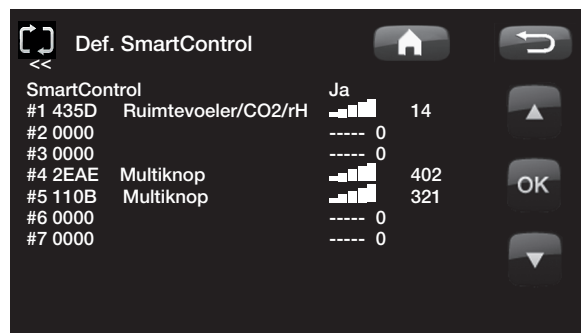 Def. SmartControl
<<
SmartControl Ja
#1 435D Ruimtevoeler/CO2/rH 14
#2 0000 ----- 0
#3 0000 ----- 0
#4 2EAE Multiknop 402
#5 110B Multiknop 321
#6 0000 ----- 0
#7 0000 ----- 0
OK